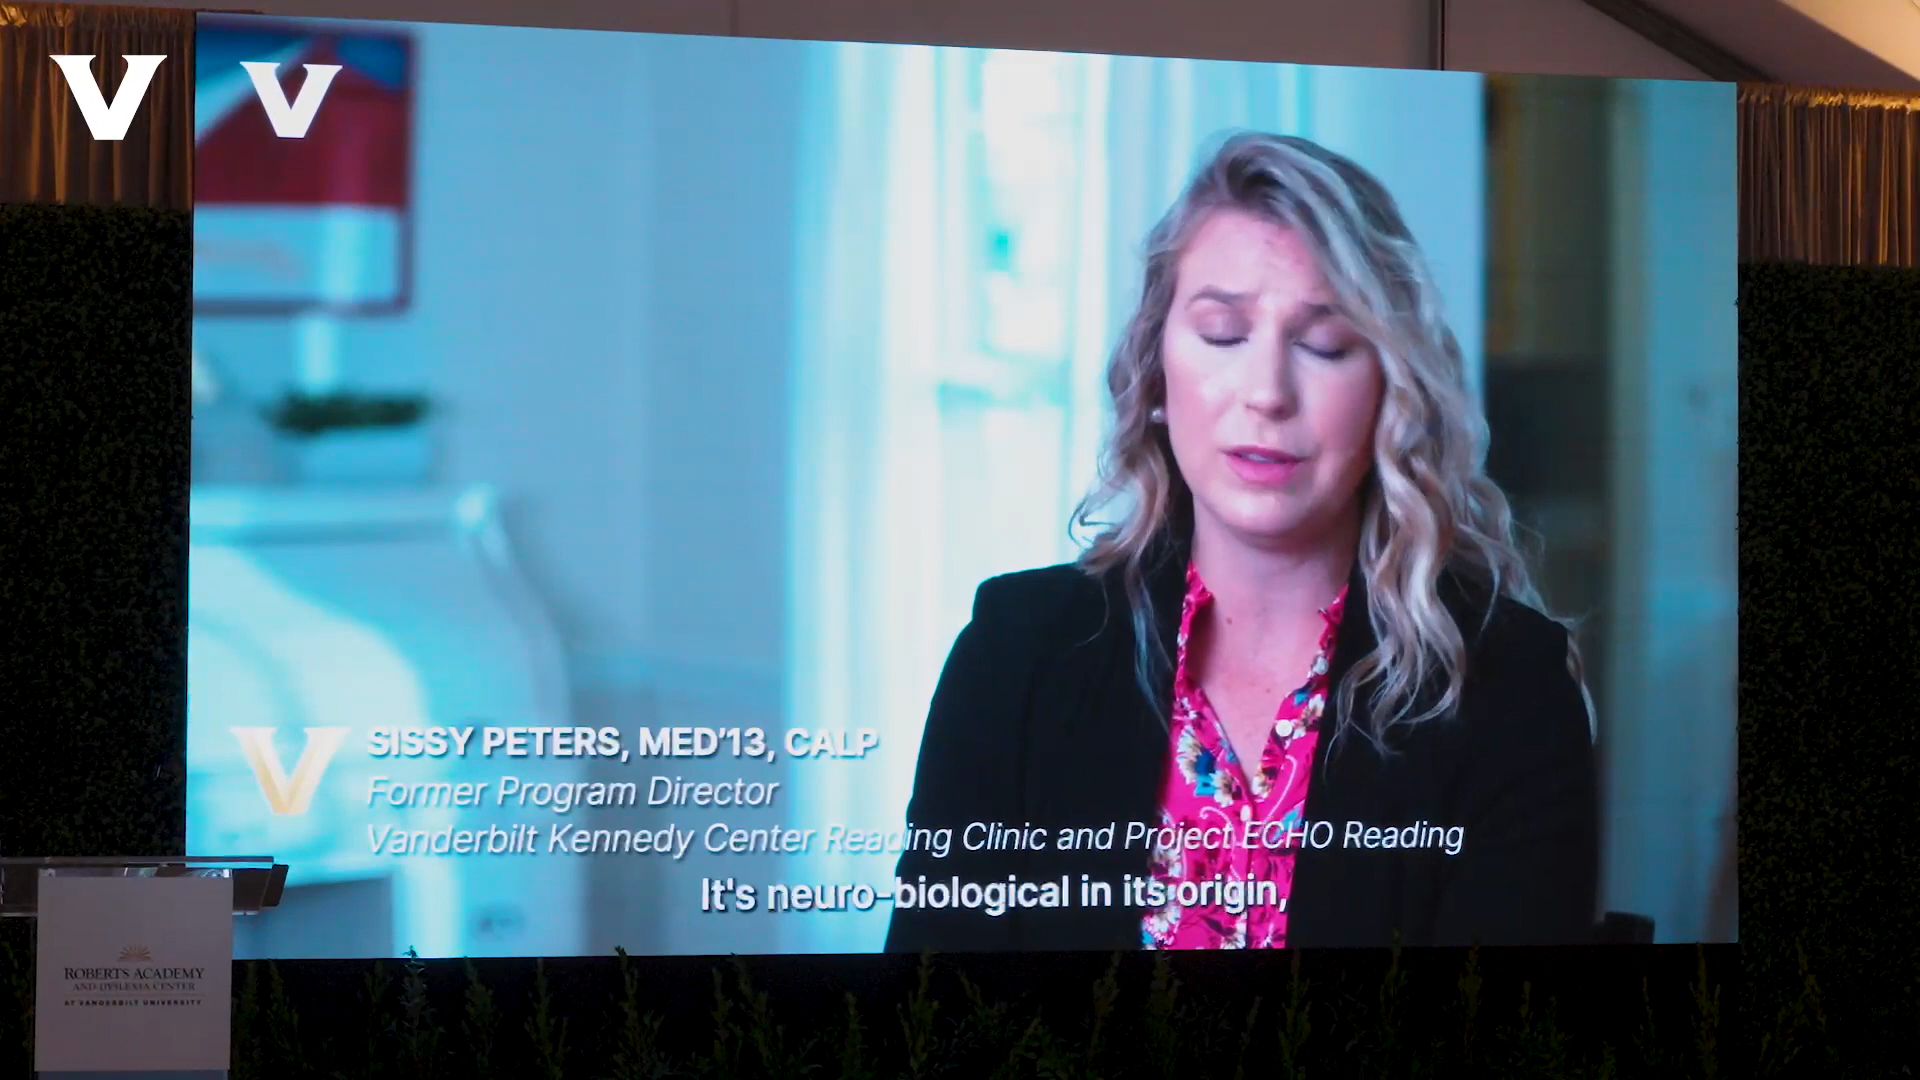 V V
V
SISSY PETERS, MED'13, CALP
Former Program Director
Vanderbilt Kennedy Center Reading Clinic and Project ECHO Reading
It's neuro-biological in its origin,
ROBERTS ACADEMY
AND DYSLEXIA CENTER
AT VANDERBILT UNIVERSITY